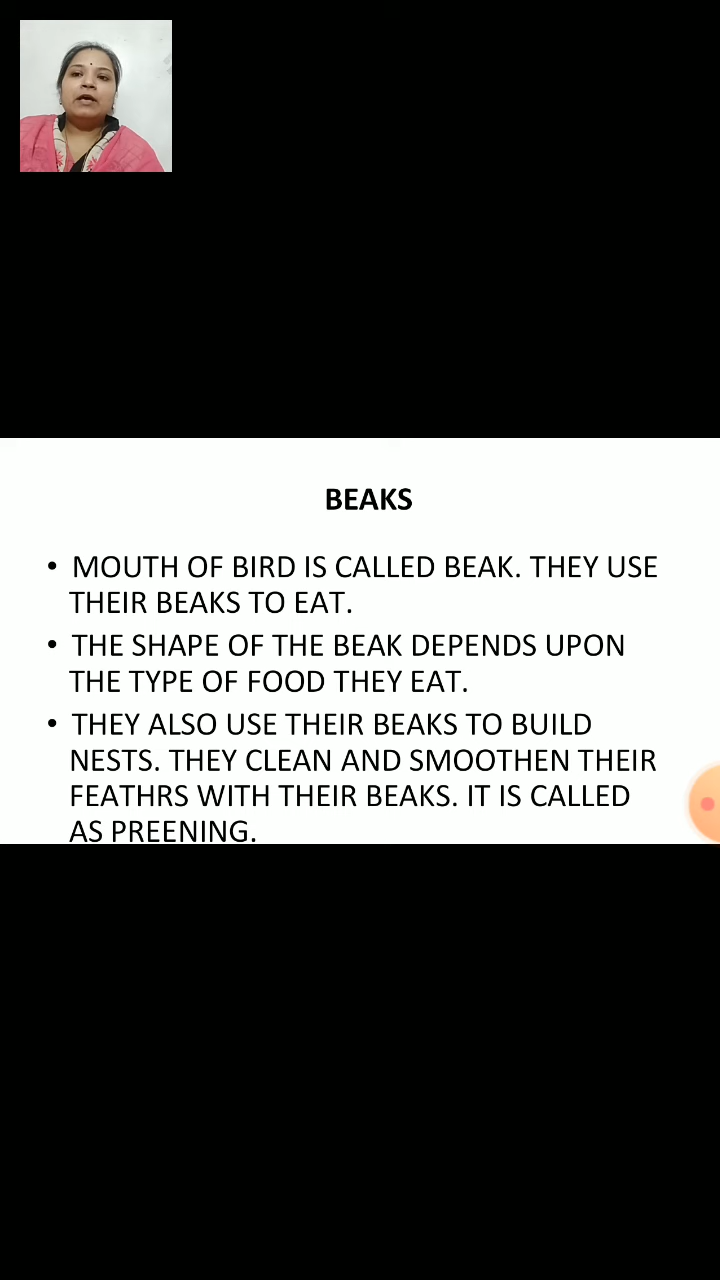 BEAKS
• MOUTH OF BIRD IS CALLED BEAK. THEY USE
THEIR BEAKS TO EAT.
• THE SHAPE OF THE BEAK DEPENDS UPON
THE TYPE OF FOOD THEY EAT.
• THEY ALSO USE THEIR BEAKS TO BUILD
NESTS. THEY CLEAN AND SMOOTHEN THEIR
FEATHRS WITH THEIR BEAKS. IT IS CALLED
AS PREENING.